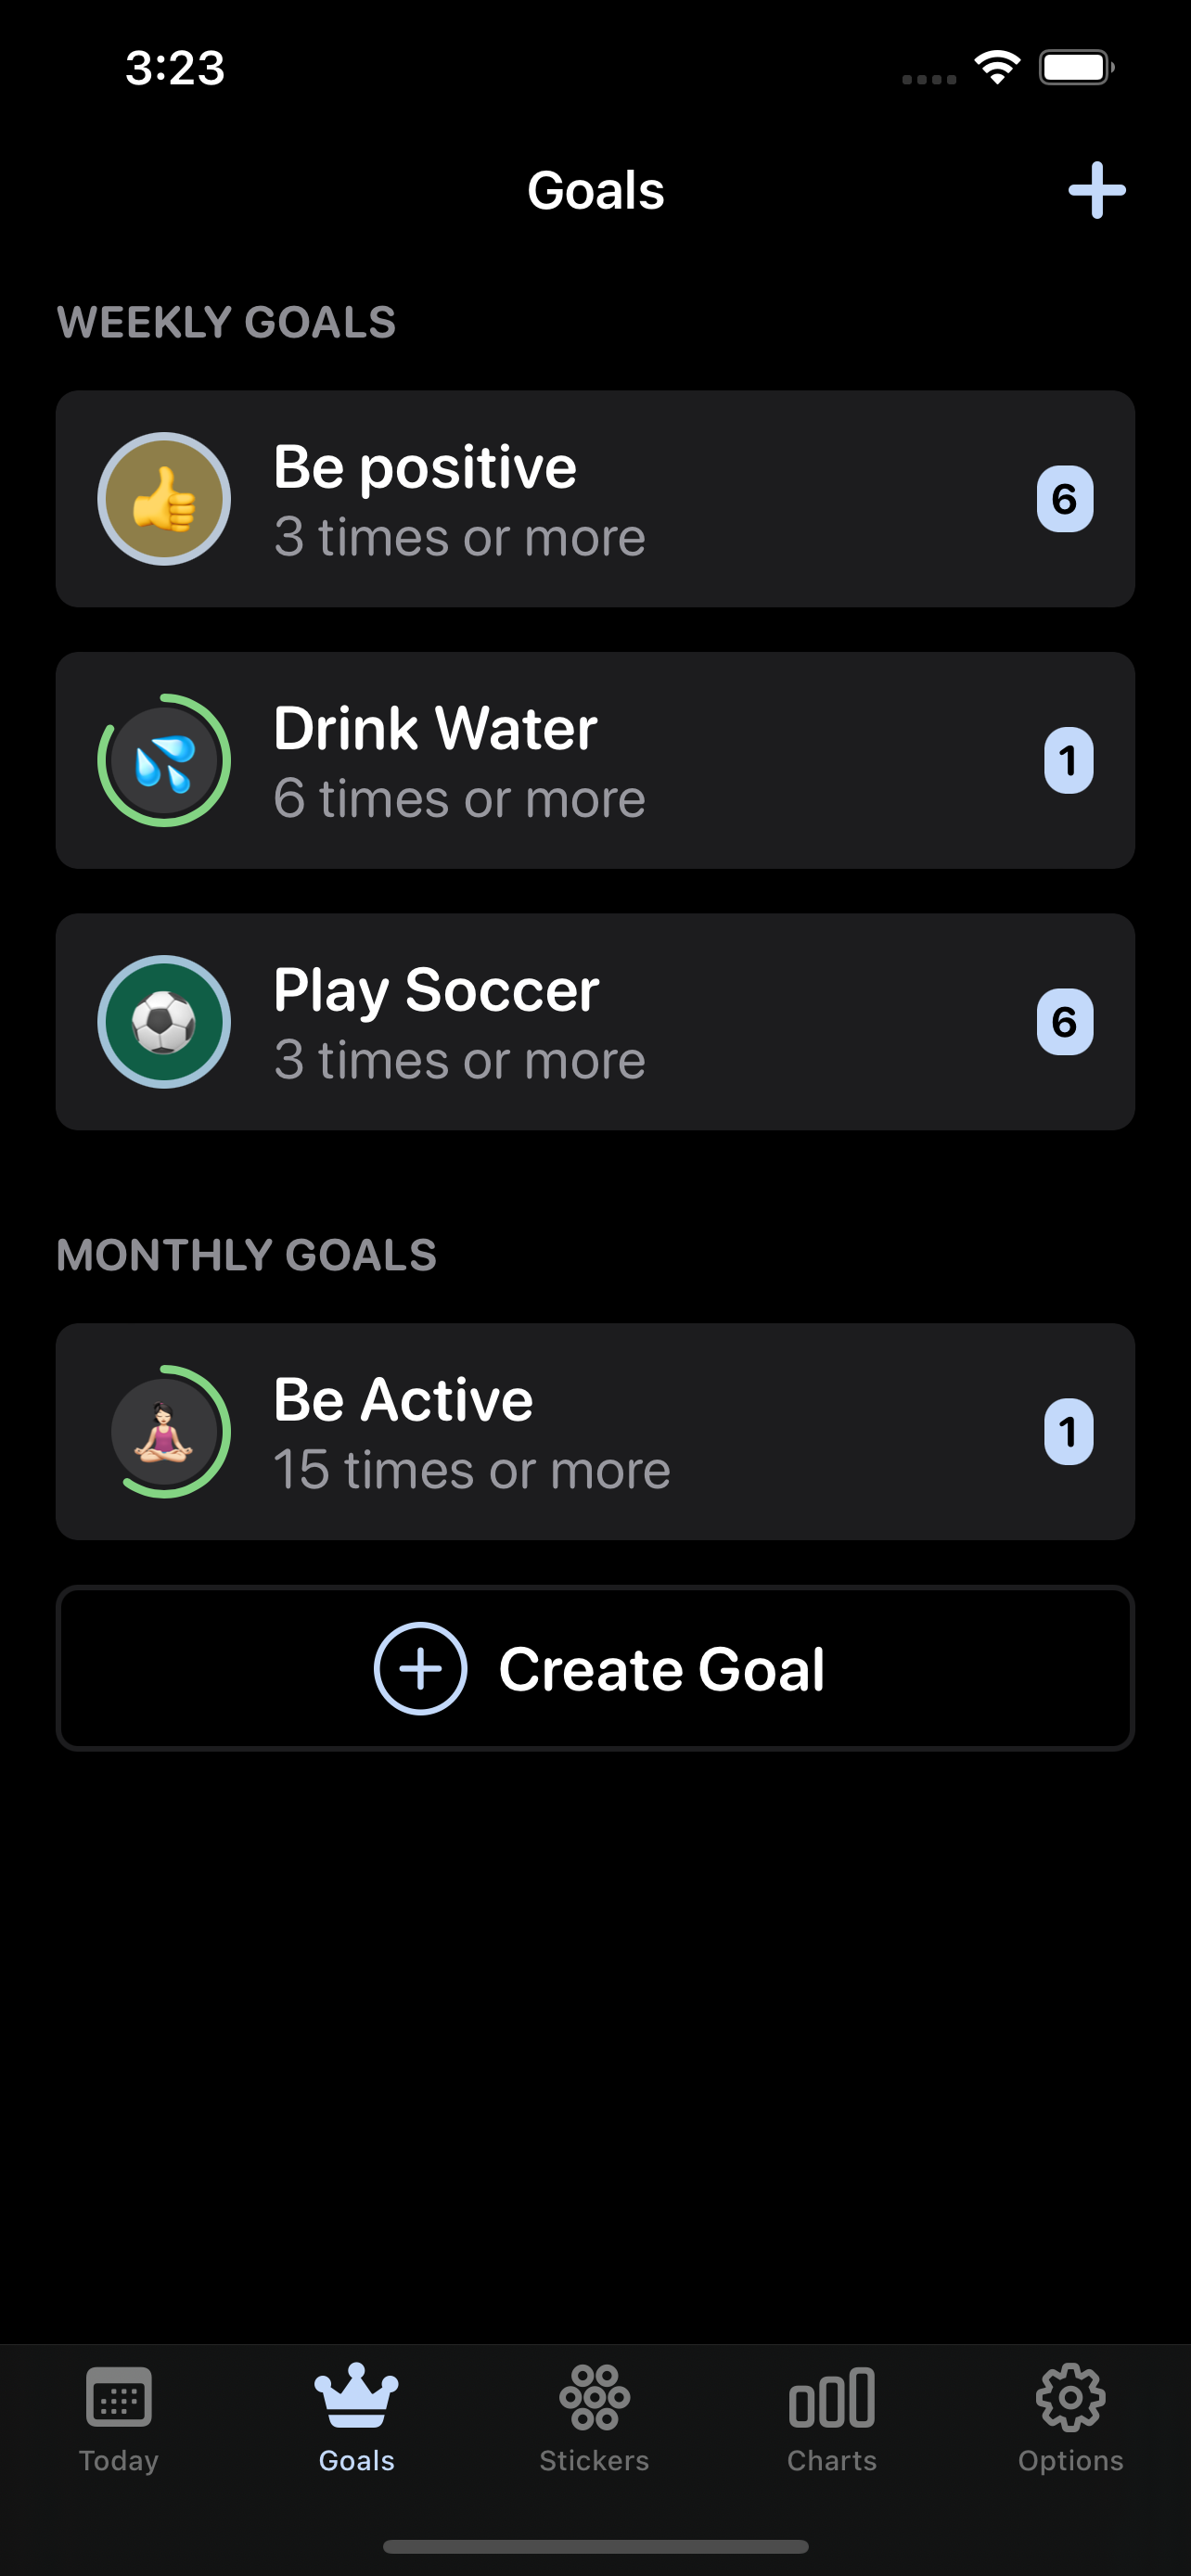 3:23
Goals
WEEKLY GOALS
Be positive
3 times or more
6
Drink Water
6 times or more
1
Play Soccer
3 times or more
6
MONTHLY GOALS
Be Active
15 times or more
1
Create Goal
Today
Goals
Stickers
Charts
Options